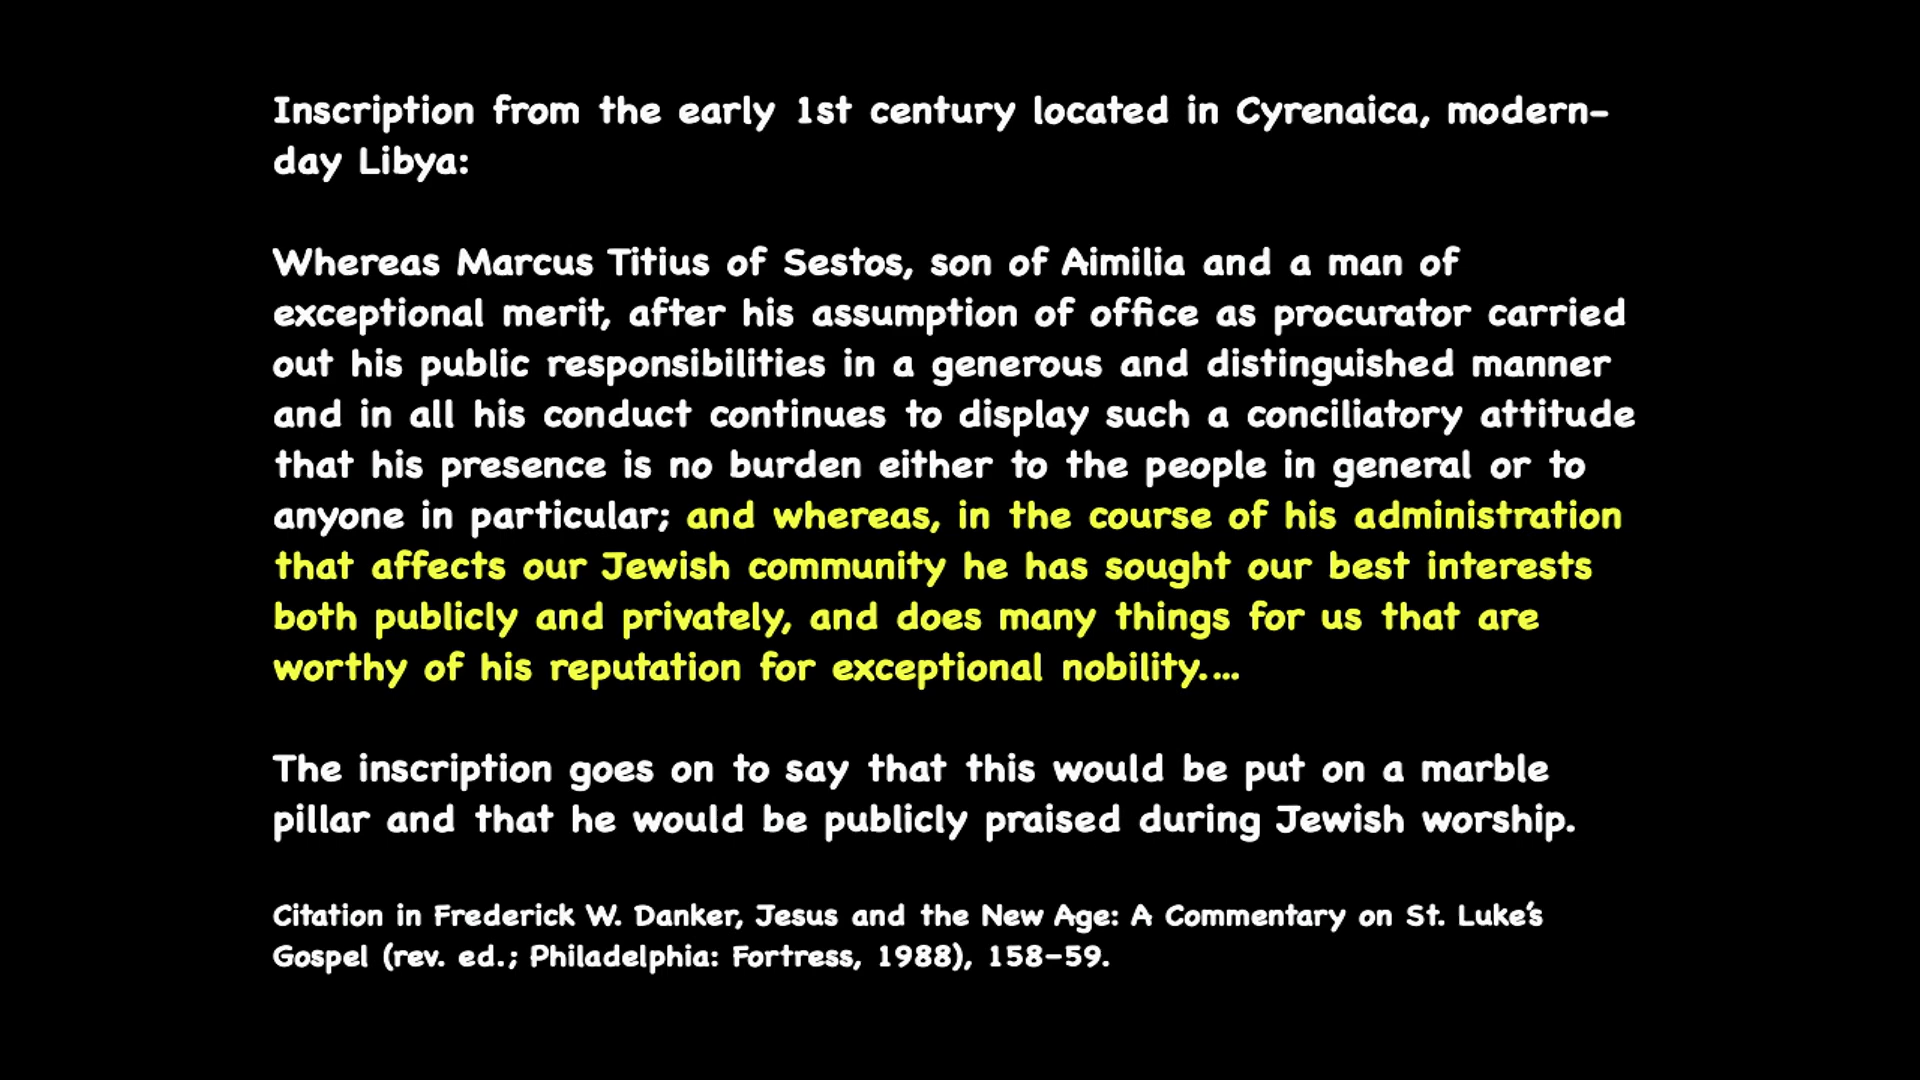 Inscription from the early 1st century located in Cyrenaica, modern-
day Libya:
Whereas Marcus Titius of Sestos, son of Aimilia and a man of
exceptional merit, after his assumption of office as procurator carried
out his public responsibilities in a generous and distinguished manner
and in all his conduct continues to display such a conciliatory attitude
that his presence is no burden either to the people in general or to
anyone in particular; and whereas, in the course of his administration
that affects our Jewish community he has sought our best interests
both publicly and privately, and does many things for us that are
worthy of his reputation for exceptional nobility.…
The inscription goes on to say that this would be put on a marble
pillar and that he would be publicly praised during Jewish worship.
Citation in Frederick W. Danker, Jesus and the New Age: A Commentary on St. Luke’s
Gospel (rev. ed.; Philadelphia: Fortress, 1988), 158–59.